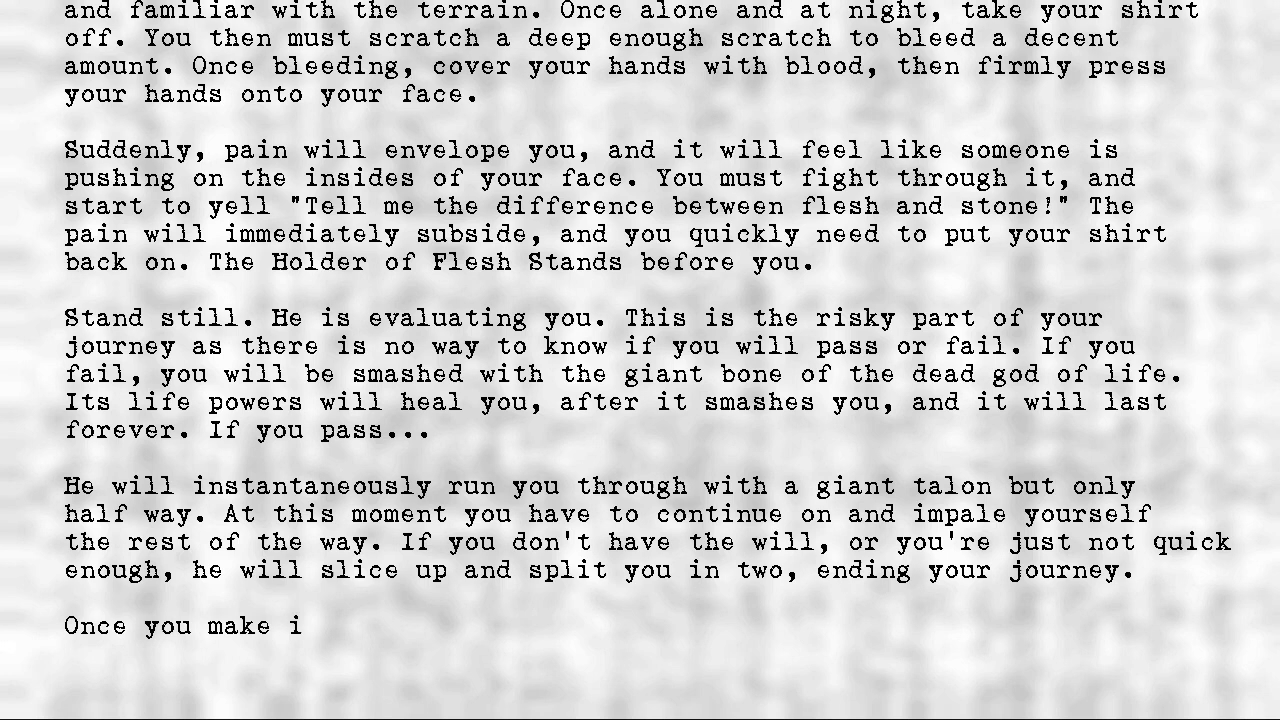 and familiar with the terrain. Once alone and at night, take your shirt
off. You then must scratch a deep enough scratch to bleed a decent
amount. Once bleeding, cover your hands with blood, then firmly press
your hands onto your face.
Suddenly, pain will envelope you, and it will feel like someone is
pushing on the insides of your face. You must fight through it, and
start to yell "Tell me the difference between flesh and stone!" The
pain will immediately subside, and you quickly need to put your shirt
back on. The Holder of Flesh Stands before you.
Stand still. He is evaluating you. This is the risky part of your
journey as there is no way to know if you will pass or fail. If you
fail, you will be smashed with the giant bone of the dead god of life.
Its life powers will heal you, after it smashes you, and it will last
forever. If you pass...
He will instantaneously run you through with a giant talon but only
half way. At this moment you have to continue on and impale yourself
the rest of the way. If you don't have the will, or you're just not quick
enough, he will slice up and split you in two, ending your journey.
Once you make i